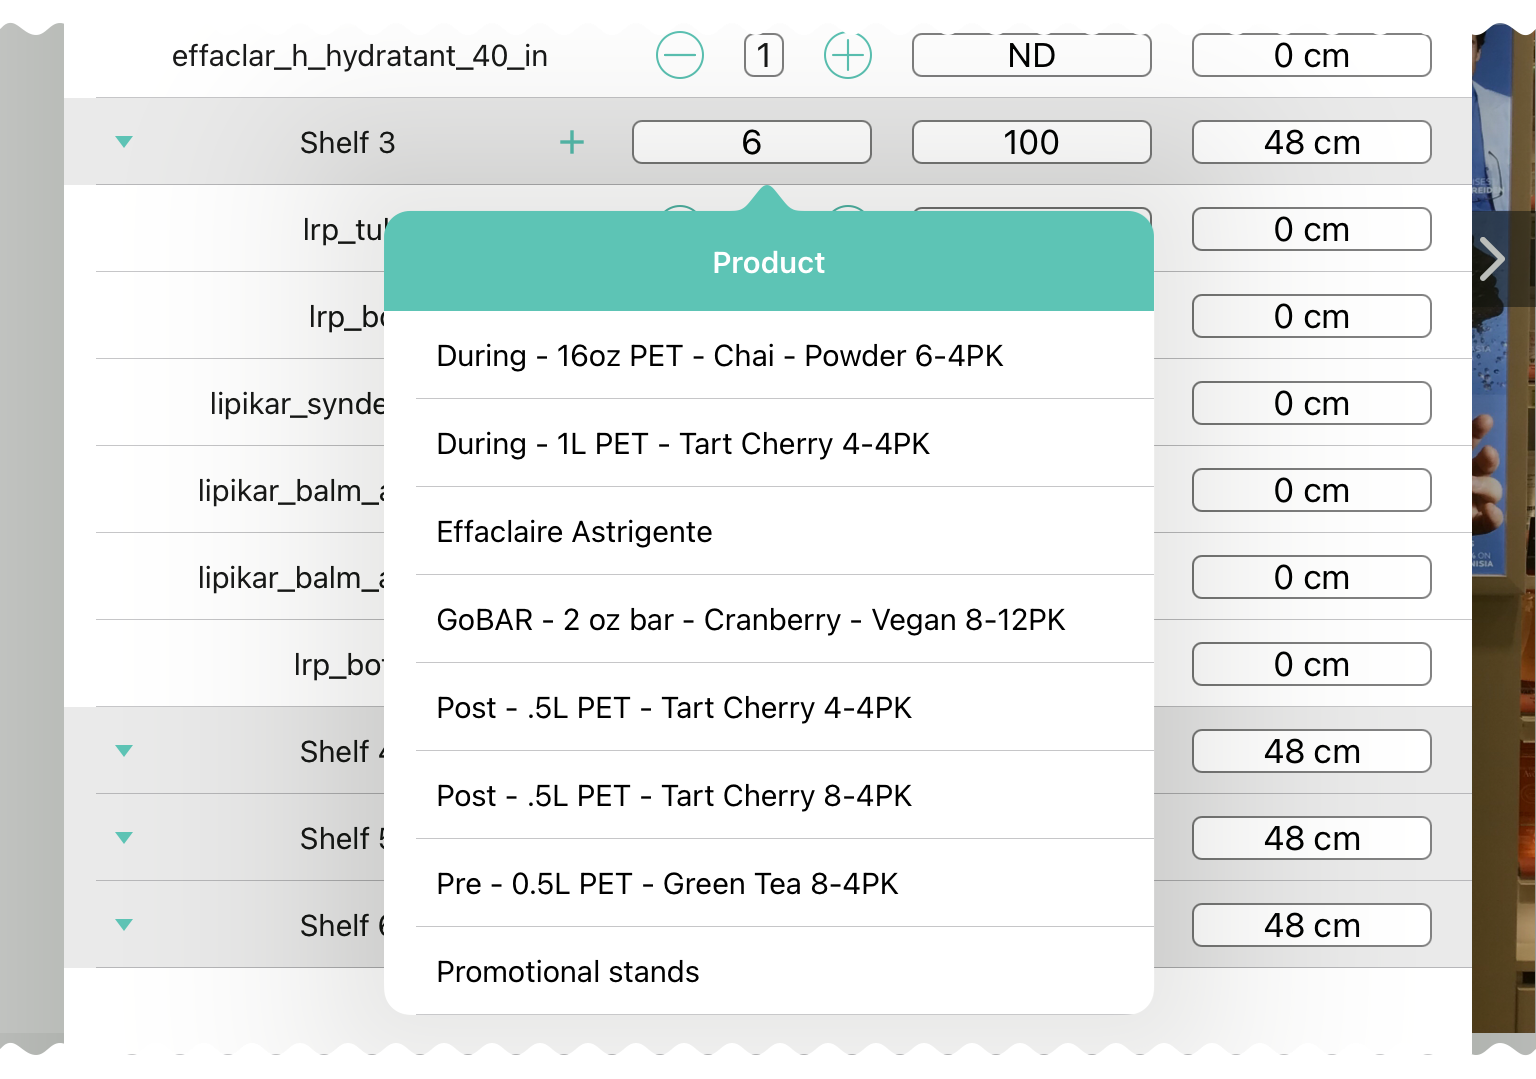 effaclar_h_hydratant_40_in 1 ND 0 cm
Shelf 3 + 6 100 48 cm
lrp_tu 0 cm
Product
lrp_b 0 cm
During - 16oz PET - Chai - Powder 6-4PK
lipikar_synde 0 cm
During - 1L PET - Tart Cherry 4-4PK
lipikar_balm_a 0 cm
Effaclaire Astrigente
lipikar_balm_a 0 cm
GoBAR - 2 oz bar - Cranberry - Vegan 8-12PK
lrp_bo 0 cm
Post - .5L PET - Tart Cherry 4-4PK
Shelf 4 48 cm
Post - .5L PET - Tart Cherry 8-4PK
Shelf 5 48 cm
Pre - 0.5L PET - Green Tea 8-4PK
Shelf 6 48 cm
Promotional stands